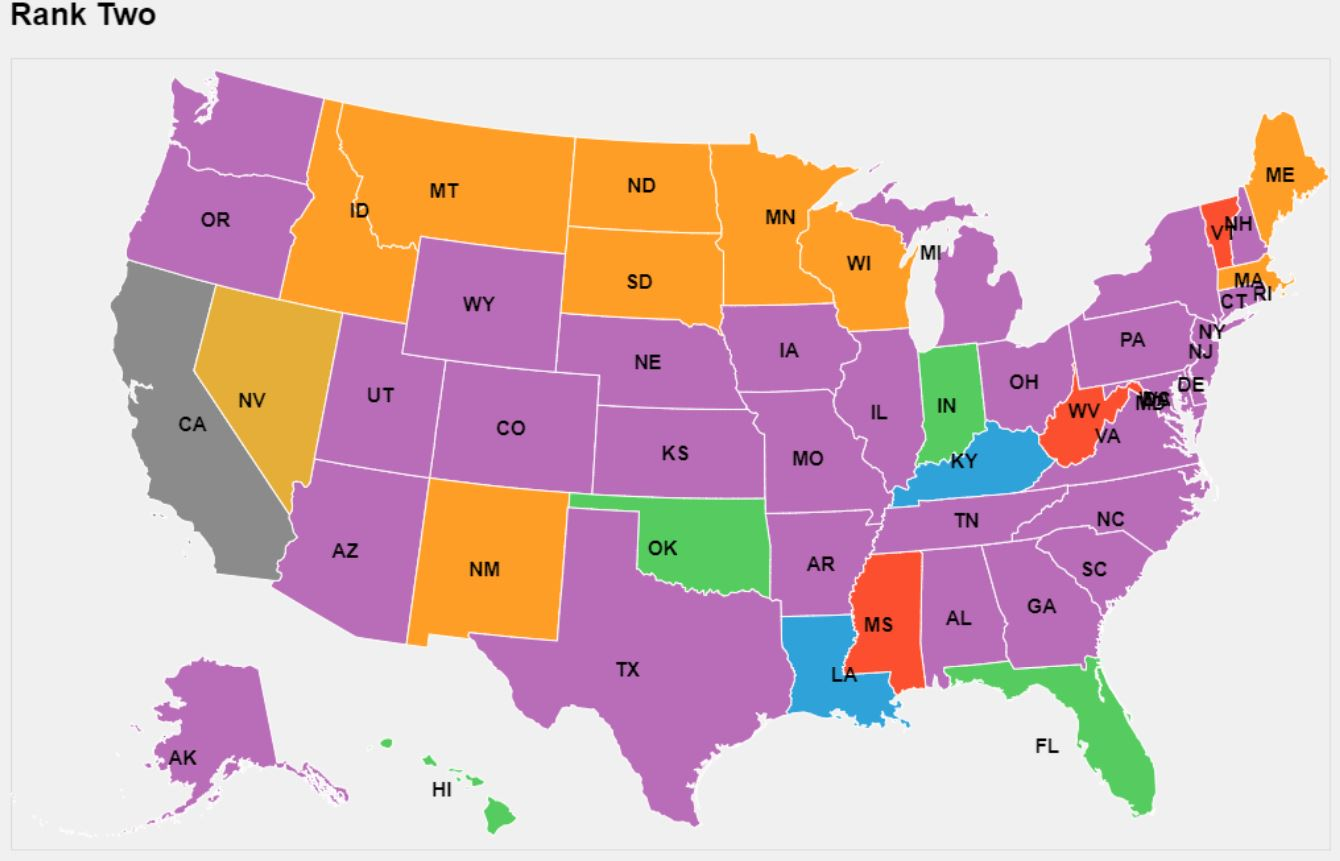 Rank Two
ME
MT
ND
ID
OR
MN
NH
VT
MI
WI
SD
MA
RI
CT
WY
NY
PA
NJ
IA
NE
OH
DE
UT
NV
IN
WV
IL
CA
CO
VA
KS
MO
KY
TN
NC
AZ
OK
AR
NM
SC
GA
AL
MS
TX
LA
FL
AK
HI